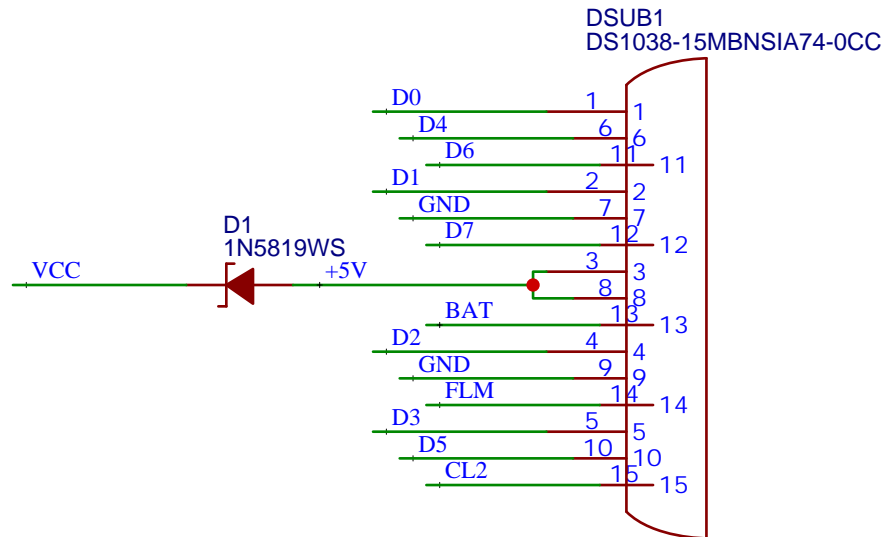 DSUB1
DS1038-15MBNSIA74-0CC
D0 1 1
D4 6 6
D6 11 11
D1 2 2
GND 7 7
D7 12 12
D1
1N5819WS
3 3
VCC +5V
8 8
BAT 13 13
D2 4 4
GND 9 9
FLM 14 14
D3 5 5
D5 10 10
CL2 15 15